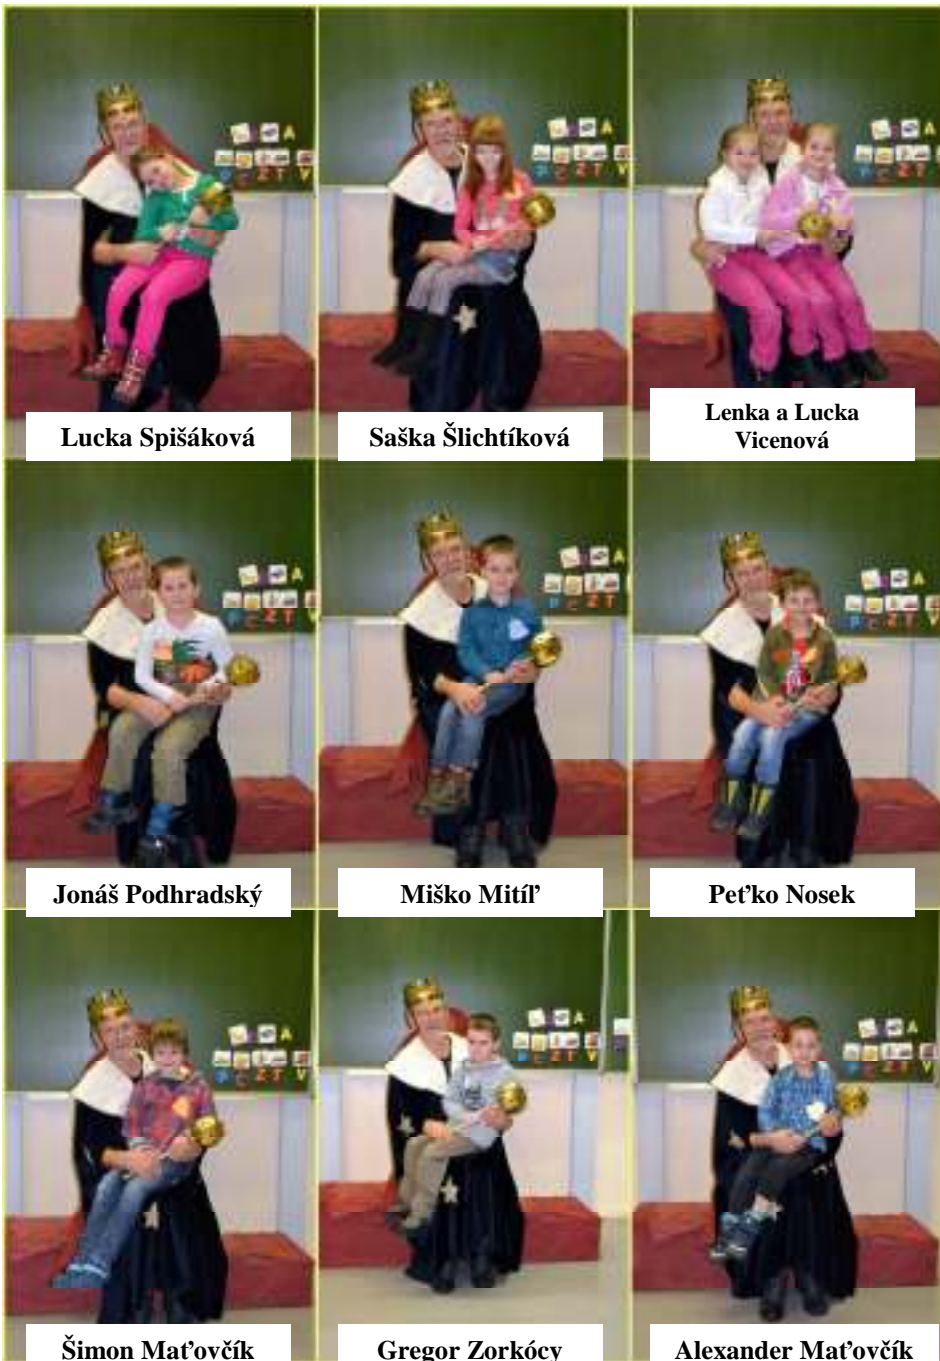 A
P C Z T V
Lucka Spišáková
A
P C Z T V
Saška Šlichtíková
A
P C Z T V
Lenka a Lucka
Vicenová
A
P C Z T V
Jonáš Podhradský
A
P C Z T
Miško Mitíľ
A
P C Z T V
Peťko Nosek
A
P C Z T V
Šimon Maťovčík
A
P C Z T V
Gregor Zorkócy
A
P C Z T V
Alexander Maťovčík